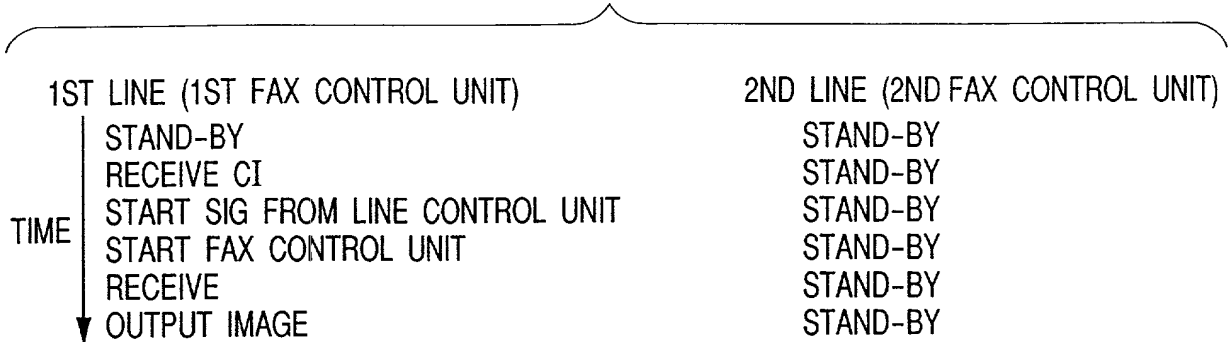 1ST LINE (1ST FAX CONTROL UNIT) 2ND LINE (2ND FAX CONTROL UNIT)
STAND-BY STAND-BY
RECEIVE CI STAND-BY
START SIG FROM LINE CONTROL UNIT STAND-BY
TIME START FAX CONTROL UNIT STAND-BY
RECEIVE STAND-BY
OUTPUT IMAGE STAND-BY